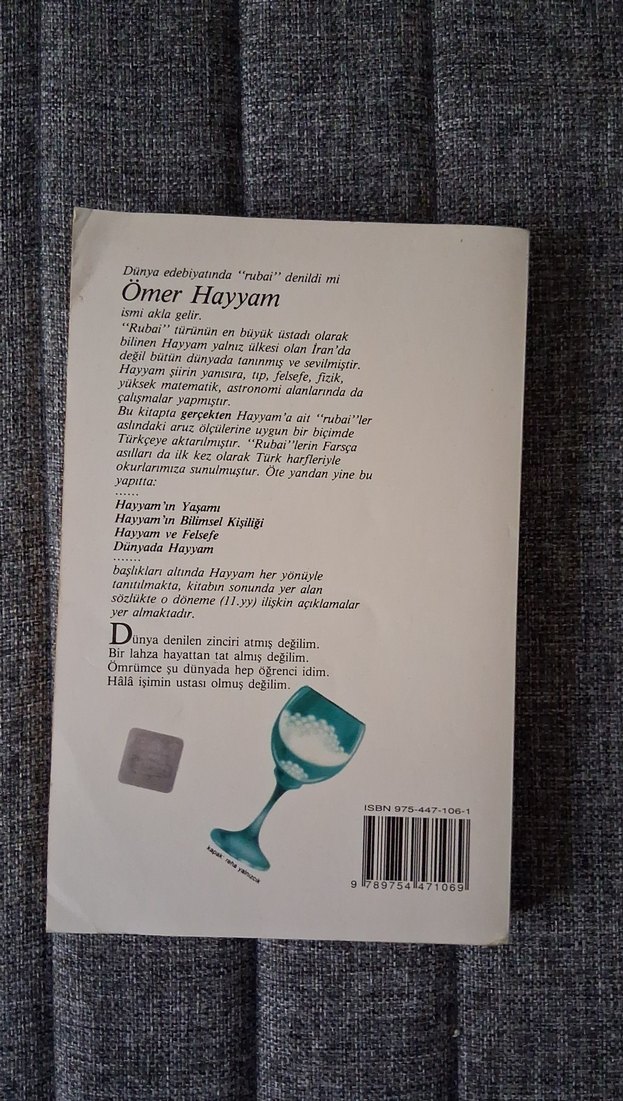 Dünya edebiyatında "rubai" denildi mi
Ömer Hayyam
ismi akla gelir.
"Rubai" türünün en büyük üstadı olarak
bilinen Hayyam yalnız ülkesi olan İran'da
değil bütün dünyada tanınmış ve sevilmiştir.
Hayyam şiirin yanısıra, tıp, felsefe, fizik,
yüksek matematik, astronomi alanlarında da
çalışmalar yapmıştır.
Bu kitapta gerçekten Hayyam'a ait "rubai"ler
aslındaki aruz ölçülerine uygun bir biçimde
Türkçeye aktarılmıştır. "Rubai"lerin Farsça
asılları da ilk kez olarak Türk harfleriyle
okurlarımıza sunulmuştur. Öte yandan yine bu
yapıtta:
......
Hayyam'ın Yaşamı
Hayyam'ın Bilimsel Kişiliği
Hayyam ve Felsefe
Dünyada Hayyam
.......
başlıkları altında Hayyam her yönüyle
tanıtılmakta, kitabın sonunda yer alan
sözlükte o döneme (11.yy) ilişkin açıklamalar
yer almaktadır.
Dünya denilen zinciri atmış değilim.
Bir lahza hayattan tat almış değilim.
Ömrümce şu dünyada hep öğrenci idim.
Hâlâ işimin ustası olmuş değilim.
kapak: raha yalnızcık
ISBN 975-447-106-1
9 789754 471069